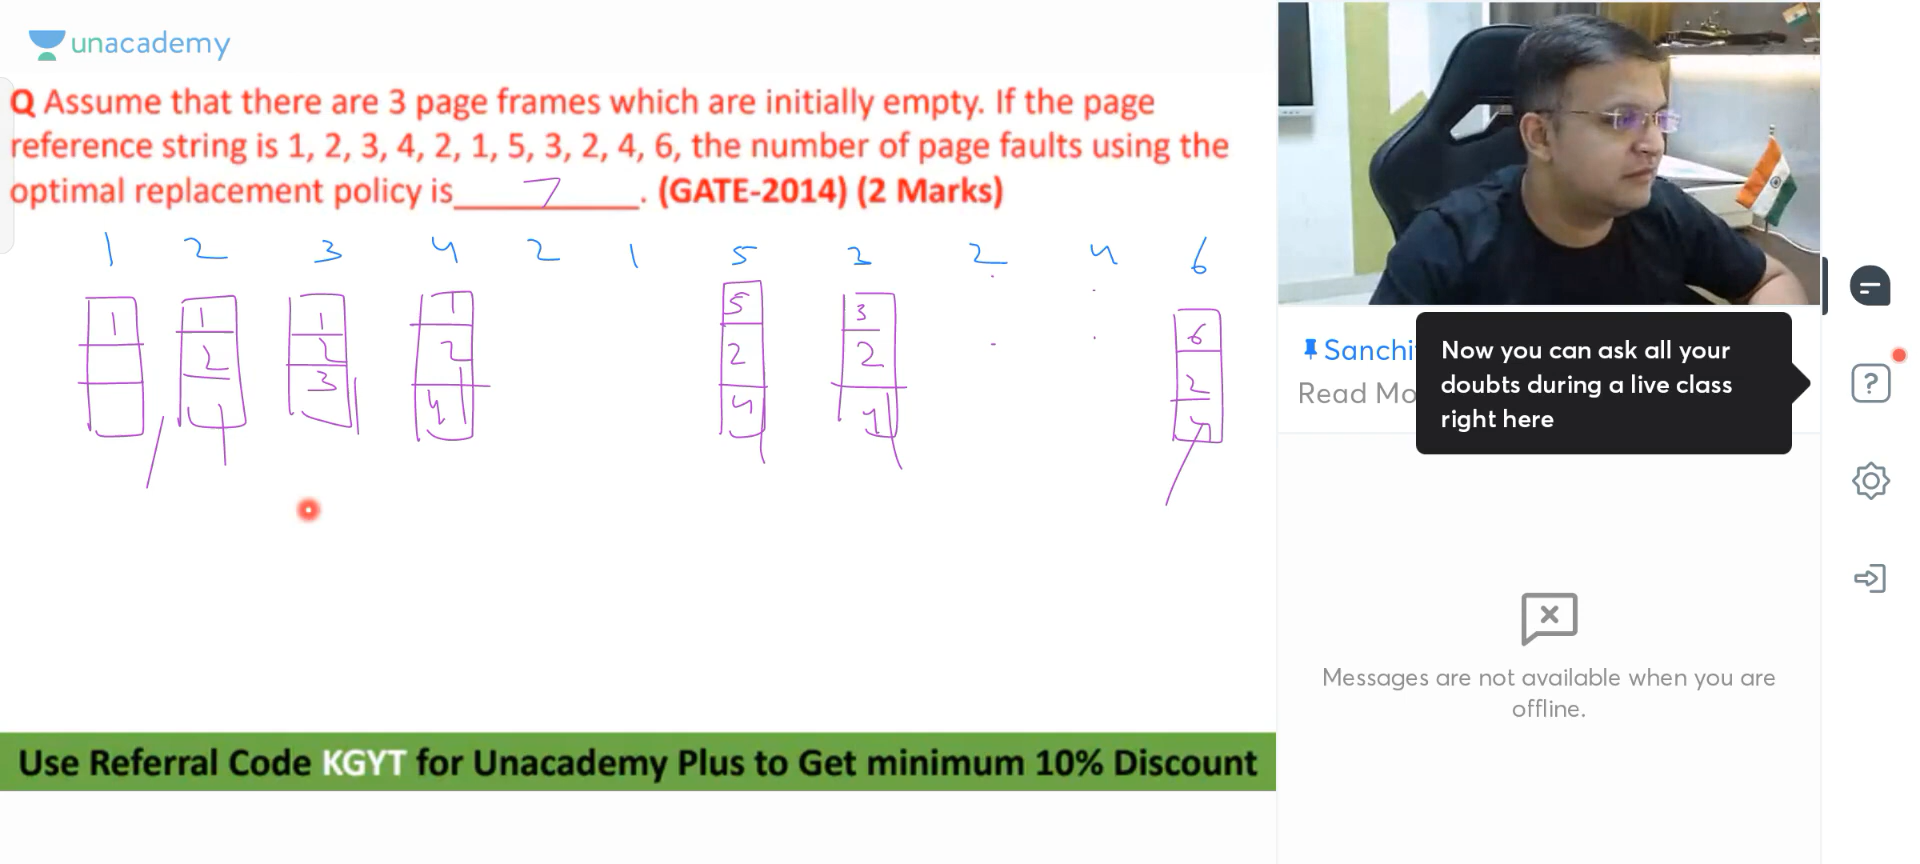 unacademy
Q Assume that there are 3 page frames which are initially empty. If the page
reference string is 1, 2, 3, 4, 2, 1, 5, 3, 2, 4, 6, the number of page faults using the
optimal replacement policy is 7. (GATE-2014) (2 Marks)
1 2 3 4 2 1 5 3 2 4 6
1 1 1 1 5 3 6
2 2 2 2 2 2
3 4 4 4 4
Sanchi
Read Mo
Now you can ask all your
doubts during a live class
right here
?
Messages are not available when you are
offline.
Use Referral Code KGYT for Unacademy Plus to Get minimum 10% Discount